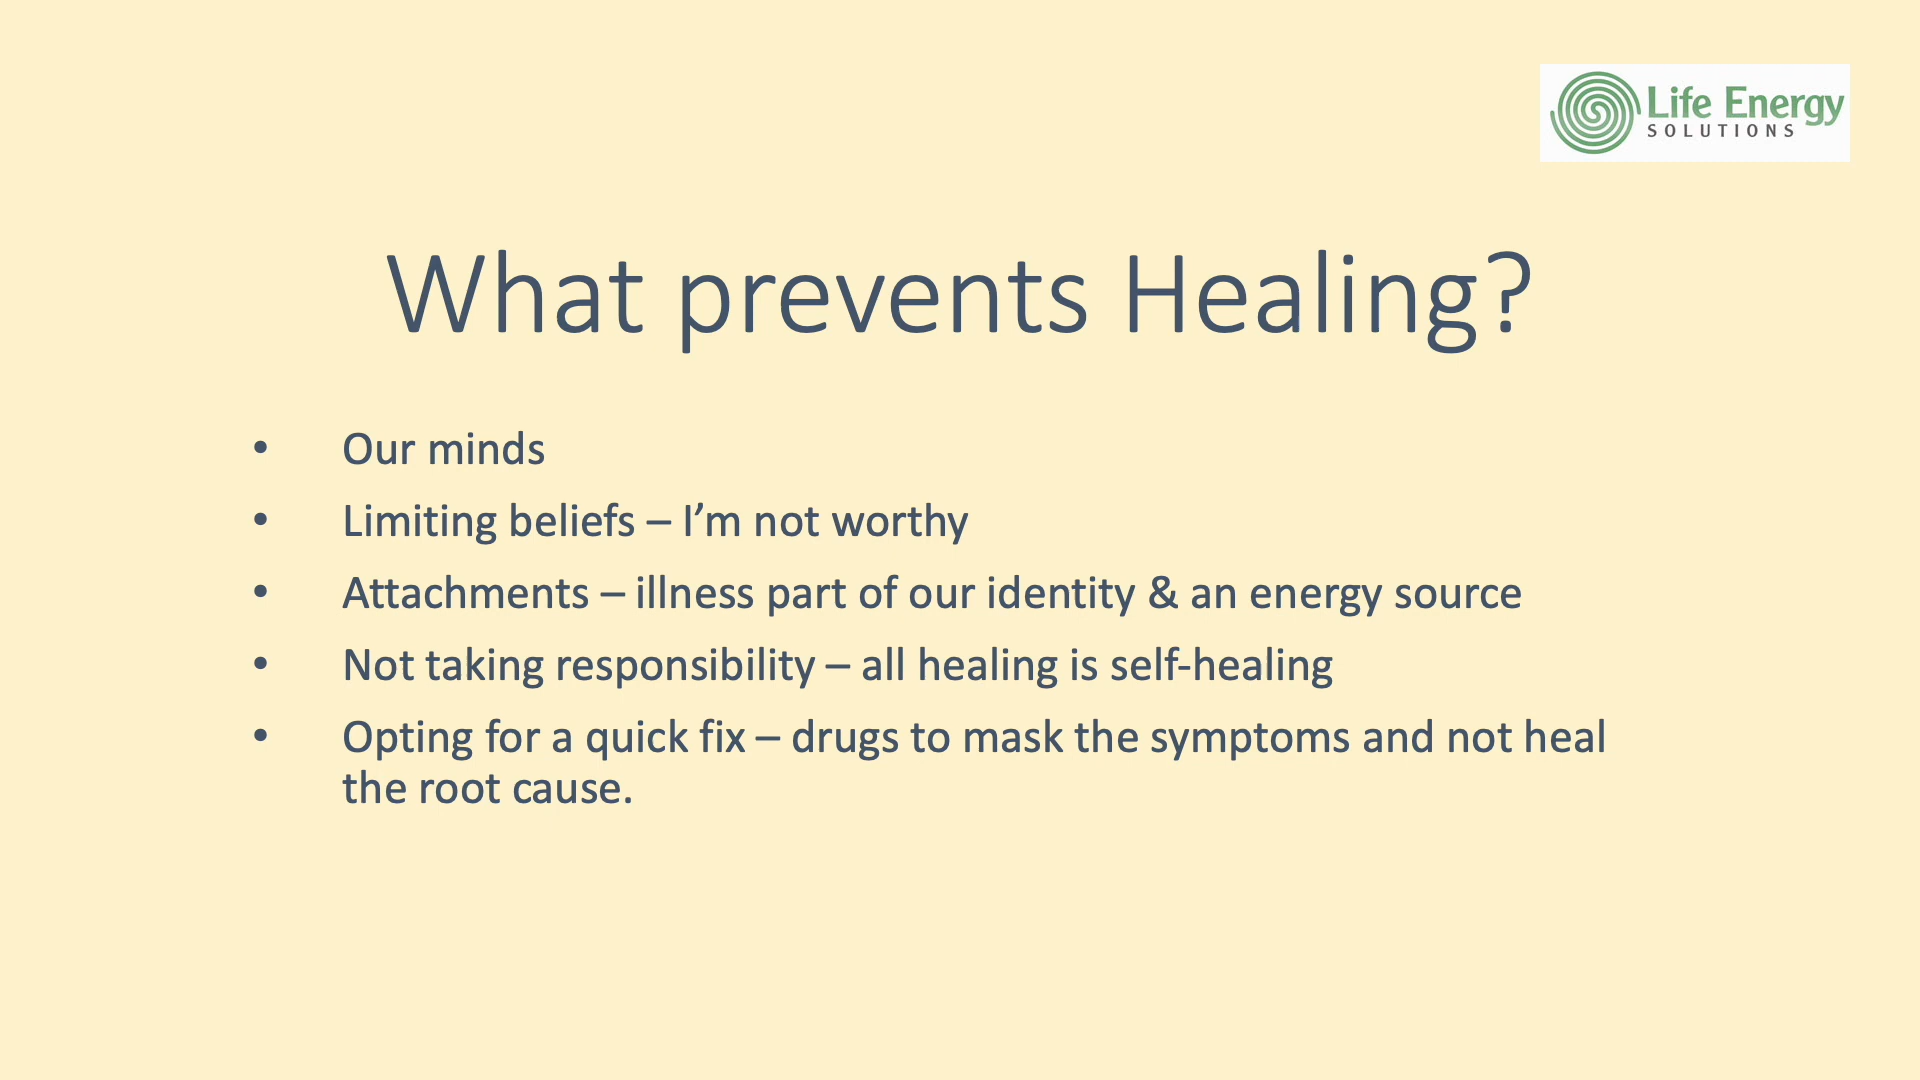 Life Energy
SOLUTIONS
What prevents Healing?
• Our minds
• Limiting beliefs – I’m not worthy
• Attachments – illness part of our identity & an energy source
• Not taking responsibility – all healing is self-healing
• Opting for a quick fix – drugs to mask the symptoms and not heal
the root cause.